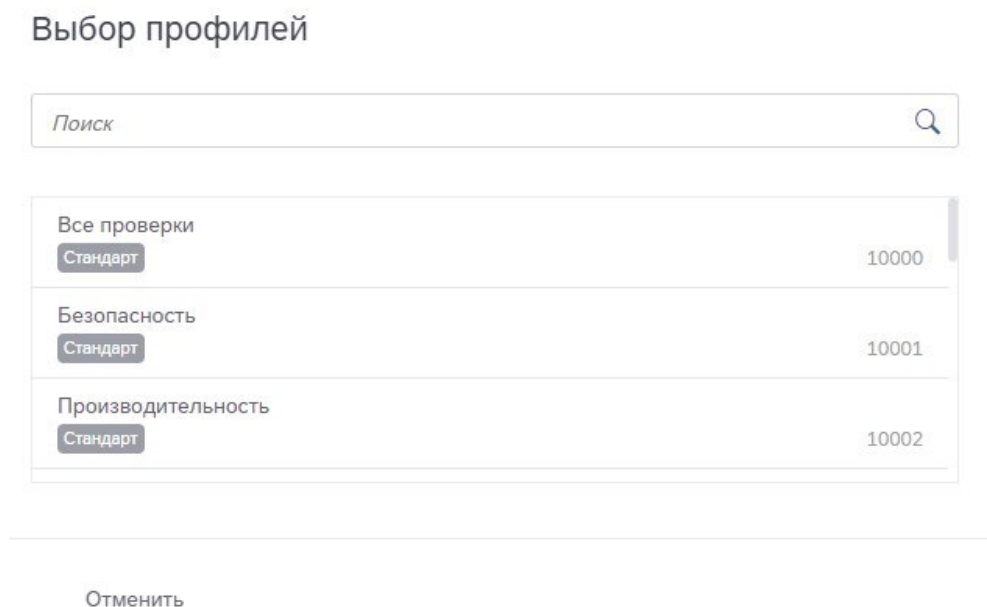 Выбор профилей
Поиск
Все проверки
Стандарт 10000
Безопасность
Стандарт 10001
Производительность
Стандарт 10002
Отменить